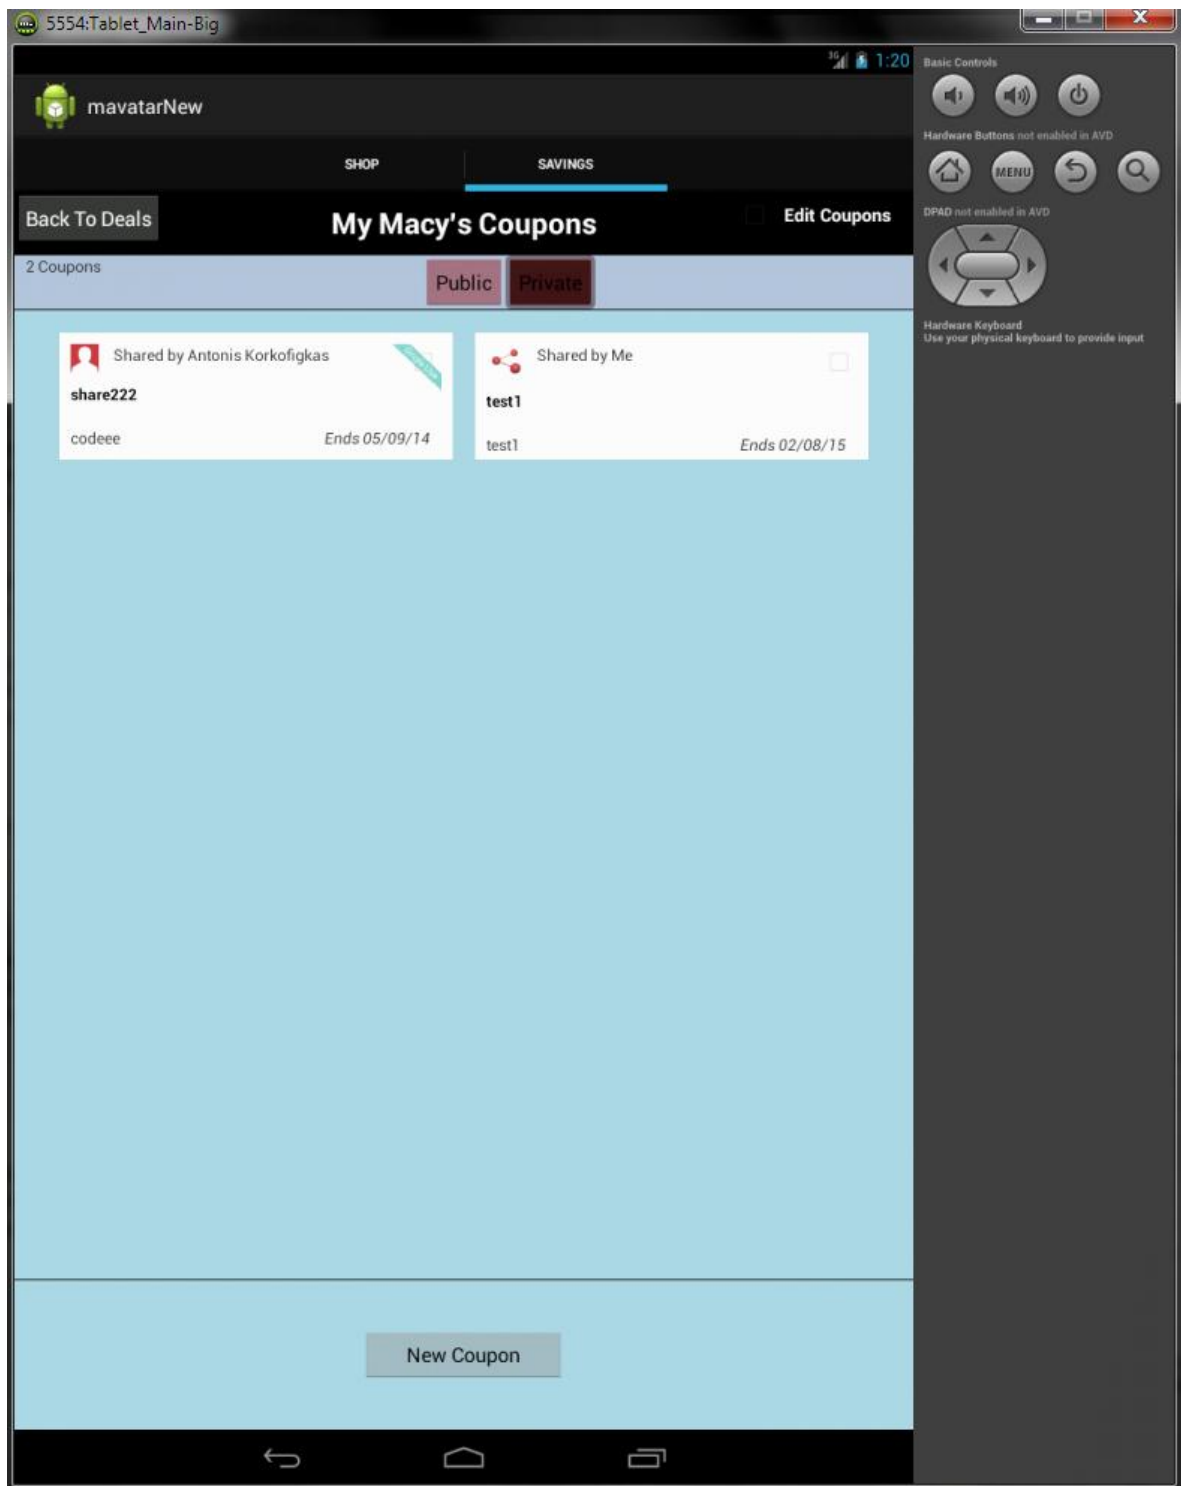 5554:Tablet_Main-Big
3G 1:20
mavatarNew
SHOP SAVINGS
Back To Deals
My Macy's Coupons
Edit Coupons
2 Coupons
Public Private
Shared by Antonis Korkofigkas
share222
codeee Ends 05/09/14
Shared by Me
test1
test1 Ends 02/08/15
New Coupon
Basic Controls
Hardware Buttons not enabled in AVD
MENU
DPAD not enabled in AVD
Hardware Keyboard
Use your physical keyboard to provide input